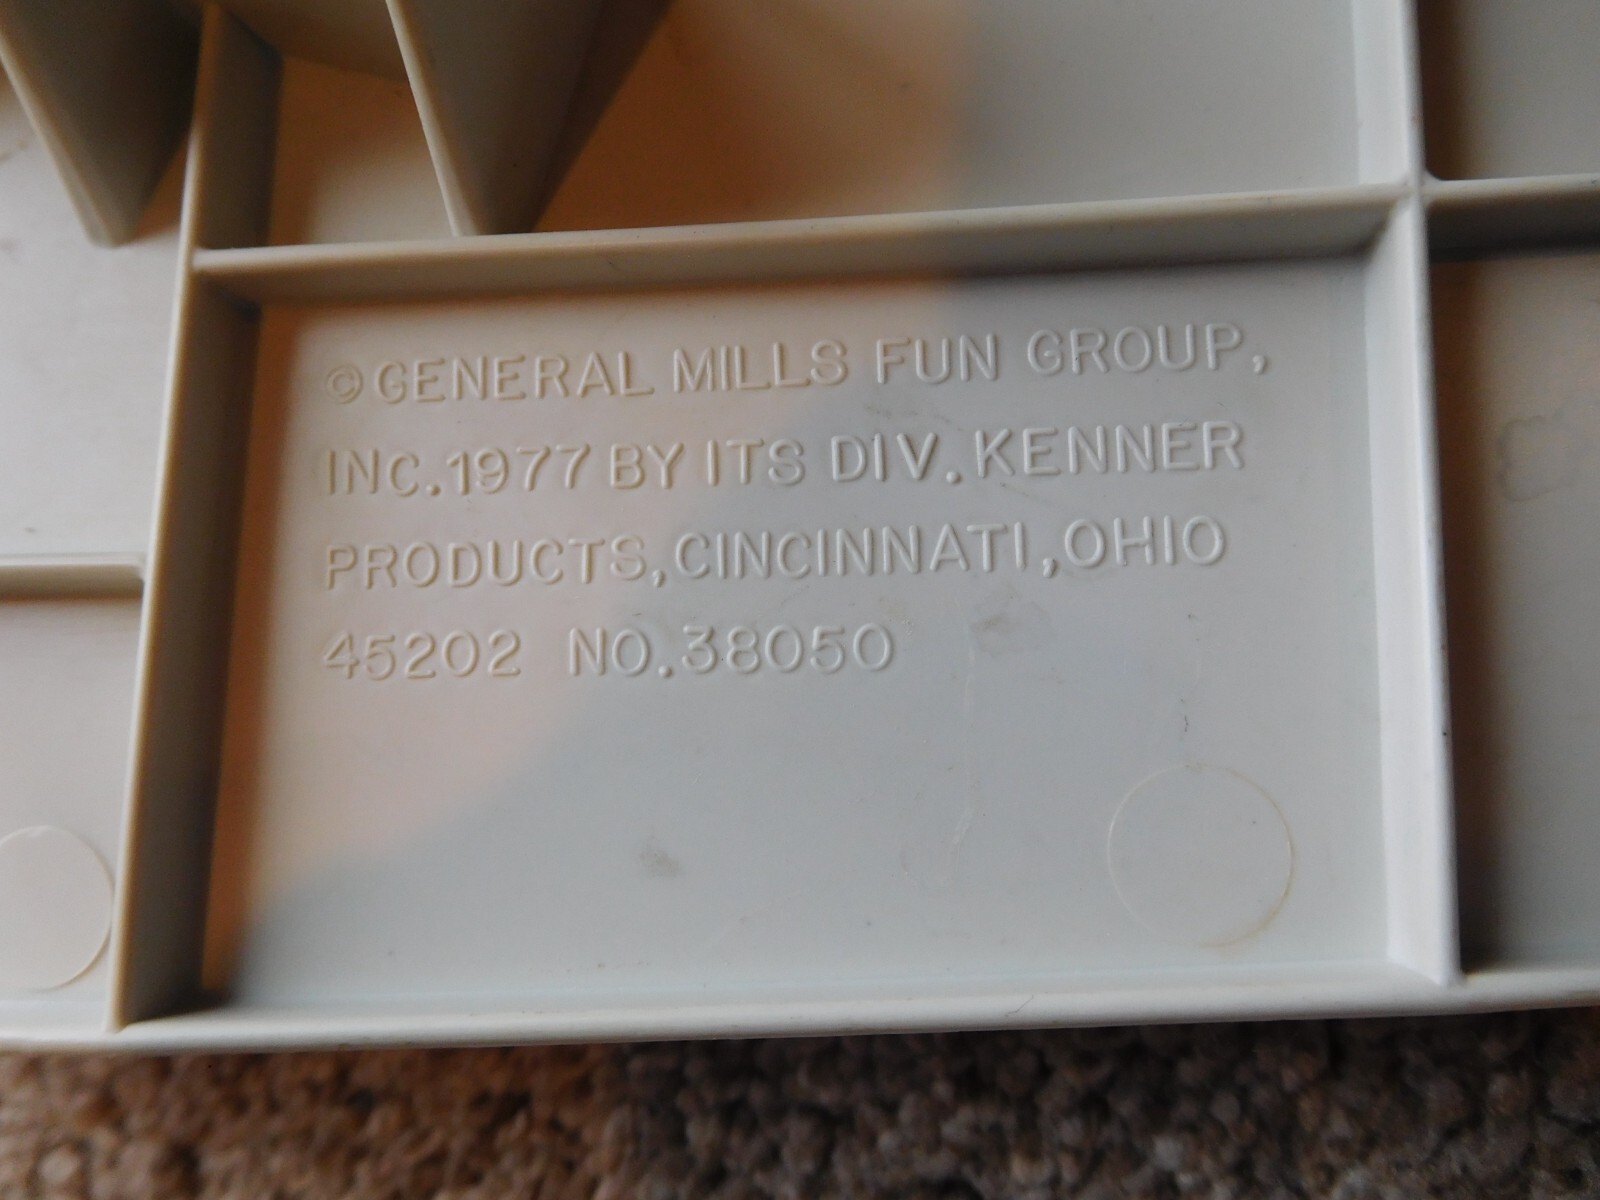 ©GENERAL MILLS FUN GROUP,
INC.1977 BY ITS DIV. KENNER
PRODUCTS, CINCINNATI, OHIO
45202 NO.38050